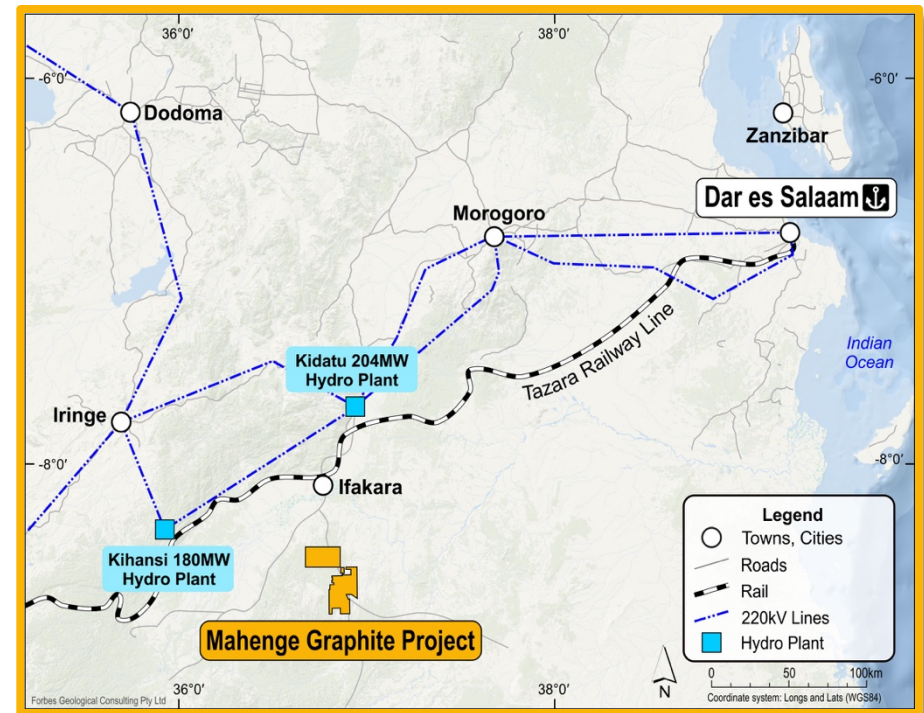 36°0'
38°0'
-6°0'
-6°0'
Dodoma
Zanzibar
Dar es Salaam
Morogoro
Tazara Railway Line
Indian
Ocean
Kidatu 204MW
Hydro Plant
Iringe
-8°0'
-8°0'
Ifakara
Kihansi 180MW
Hydro Plant
Mahenge Graphite Project
Legend
Towns, Cities
Roads
Rail
220kV Lines
Hydro Plant
N
0 50 100km
36°0'
38°0'
Forbes Geological Consulting Pty Ltd
Coordinate system: Longs and Lats (WGS84)